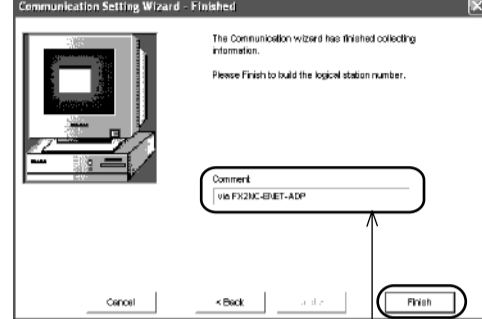 Communication Setting Wizard - Finished
The Communication wizard has finished collecting
information.
Please Finish to build the logical station number.
Comment
via FX2NC-ENET-ADP
Cancel
< Back
Finish